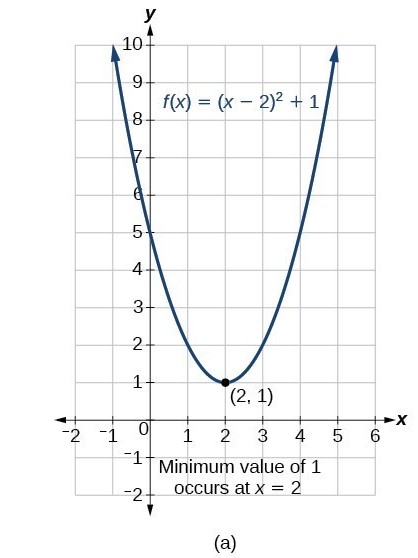 y
10
9
f(x) = (x − 2)² + 1
8
7
6
5
4
3
2
1
(2, 1)
x
−2 −1 0 1 2 3 4 5 6
−1
Minimum value of 1
occurs at x = 2
−2
(a)